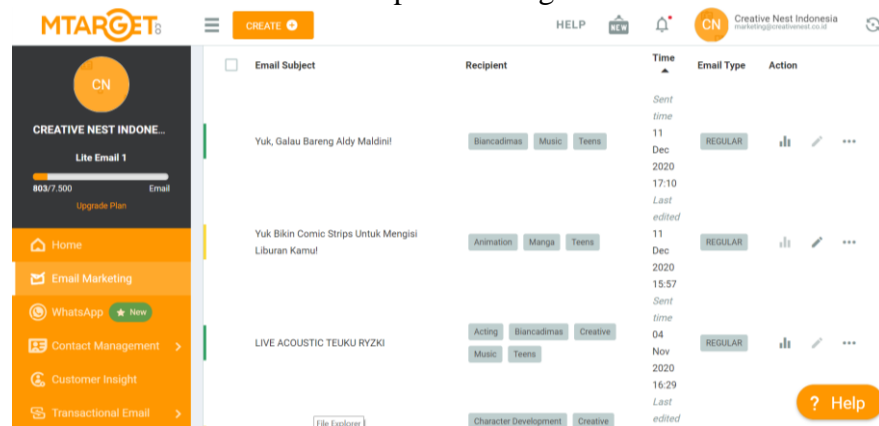 MTARGET
CREATE
HELP
NEW
CN
Creative Nest Indonesia
marketing@creativenest.co.id
CN
CREATIVE NEST INDONE...
Lite Email 1
803/7.500 Email
Upgrade Plan
Home
Email Marketing
WhatsApp ★ New
Contact Management >
Customer Insight
Transactional Email >
Email Subject Recipient Time Email Type Action
Yuk, Galau Bareng Aldy Maldini!
Biancadimas Music Teens
Sent
time
11
Dec
2020
17:10
REGULAR
Yuk Bikin Comic Strips Untuk Mengisi
Liburan Kamu!
Animation Manga Teens
Last
edited
11
Dec
2020
15:57
REGULAR
LIVE ACOUSTIC TEUKU RYZKI
Acting Biancadimas Creative
Music Teens
Sent
time
04
Nov
2020
16:29
REGULAR
Character Development Creative
Last
edited
File Explorer
? Help